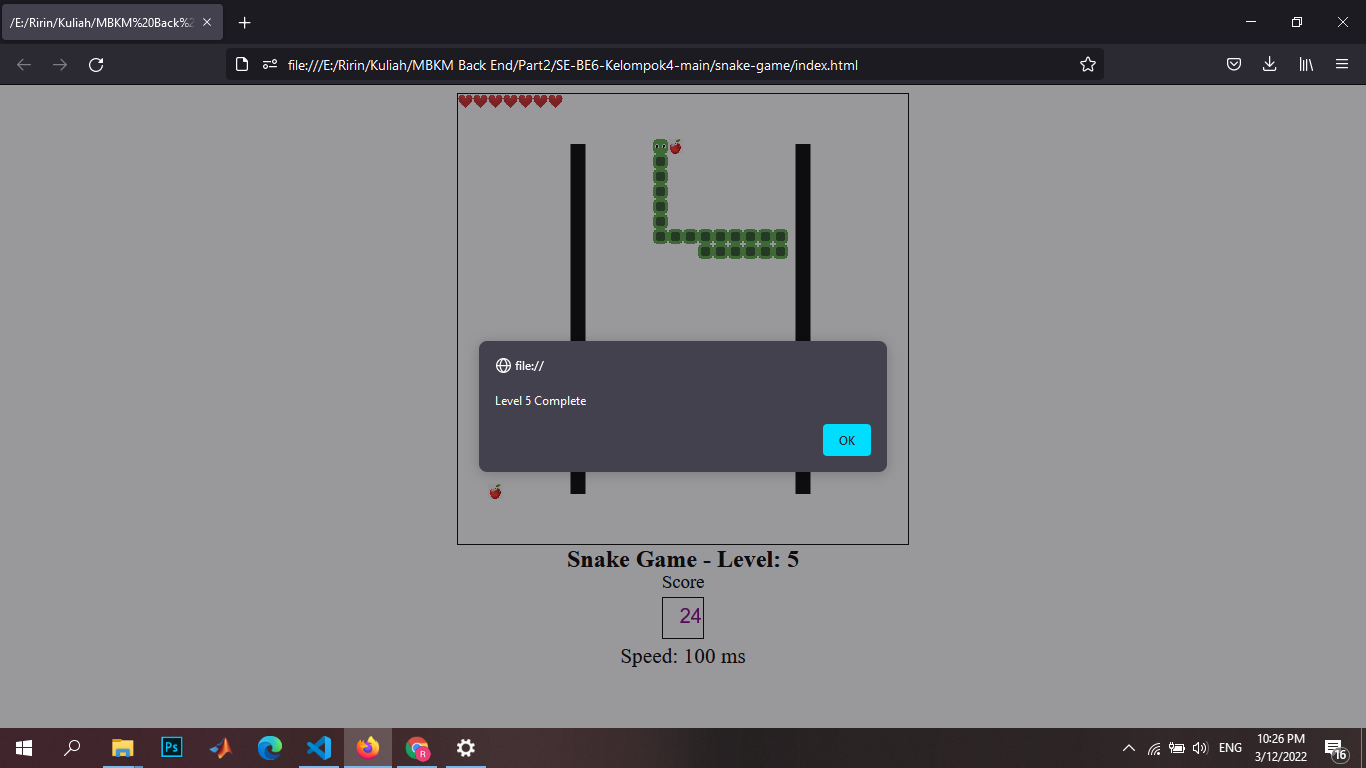 /E:/Ririn/Kuliah/MBKM%20Back%2
file:///E:/Ririn/Kuliah/MBKM Back End/Part2/SE-BE6-Kelompok4-main/snake-game/index.html
file://
Level 5 Complete
OK
Snake Game - Level: 5
Score
24
Speed: 100 ms
Ps
R
ENG
10:26 PM
3/12/2022
16